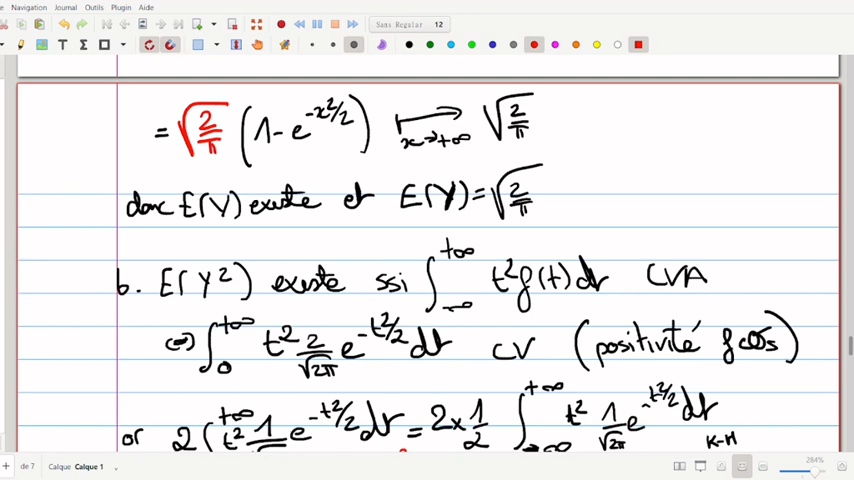 Navigation Journal Outils Plugin Aide
Sans Regular 12
= √(2/π) (1 - e^(-x²/2)) ⟼ x→+∞ √(2/π)
donc E(Y) existe et E(Y) = √(2/π)
b. E(Y²) existe ssi ∫_{-∞}^{+∞} t² f(t) dt CVA
⇔ ∫_0^{+∞} t² 2/√(2π) e^(-t²/2) dt CV (positivité
or 2 ∫^{+∞} t² 1/ e^(-t²/2) dt = 2 × 1/2 ∫_{-∞}^{+∞} t² 1/√(2π) e^(-t²/2) dt
K-H
de 7 Calque Calque 1 284%